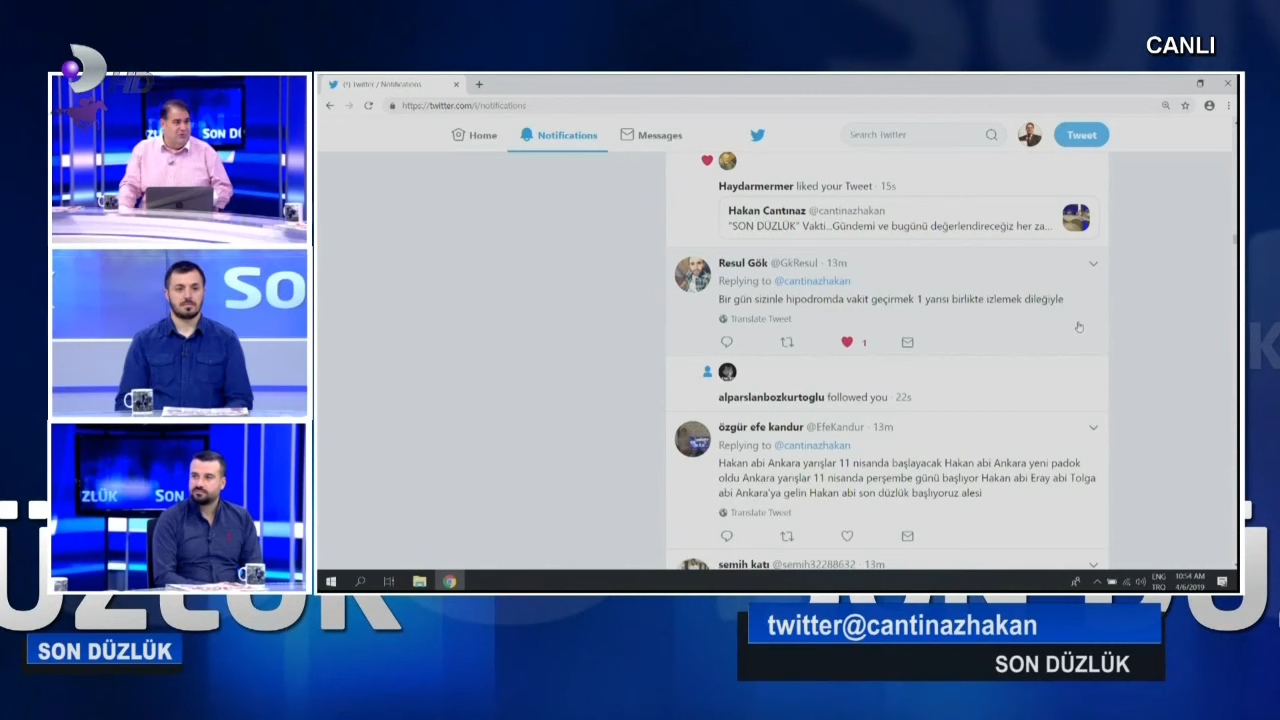 CANLI
HD
SON DÜ
SO
ZLÜK
SON
(*) Twitter / Notifications
https://twitter.com/i/notifications
Home
Notifications
Messages
Search Twitter
Tweet
Haydarmermer liked your Tweet · 15s
Hakan Cantınaz @cantinazhakan
"SON DÜZLÜK" Vakti...Gündemi ve bugünü değerlendireceğiz her za...
Resul Gök @GkResul · 13m
Replying to @cantinazhakan
Bir gün sizinle hipodromda vakit geçirmek 1 yarısı birlikte izlemek dileğiyle
Translate Tweet
1
alparslanbozkurtoglu followed you · 22s
özgür efe kandur @EfeKandur · 13m
Replying to @cantinazhakan
Hakan abi Ankara yarışlar 11 nisanda başlayacak Hakan abi Ankara yeni padok
oldu Ankara yarışlar 11 nisanda perşembe günü başlıyor Hakan abi Eray abi Tolga
abi Ankara'ya gelin Hakan abi son düzlük başlıyoruz alesi
Translate Tweet
semih katı @semih32288632 · 13m
ENG
TRQ
10:54 AM
4/6/2019
twitter@cantinazhakan
SON DÜZLÜK
SON DÜZLÜK